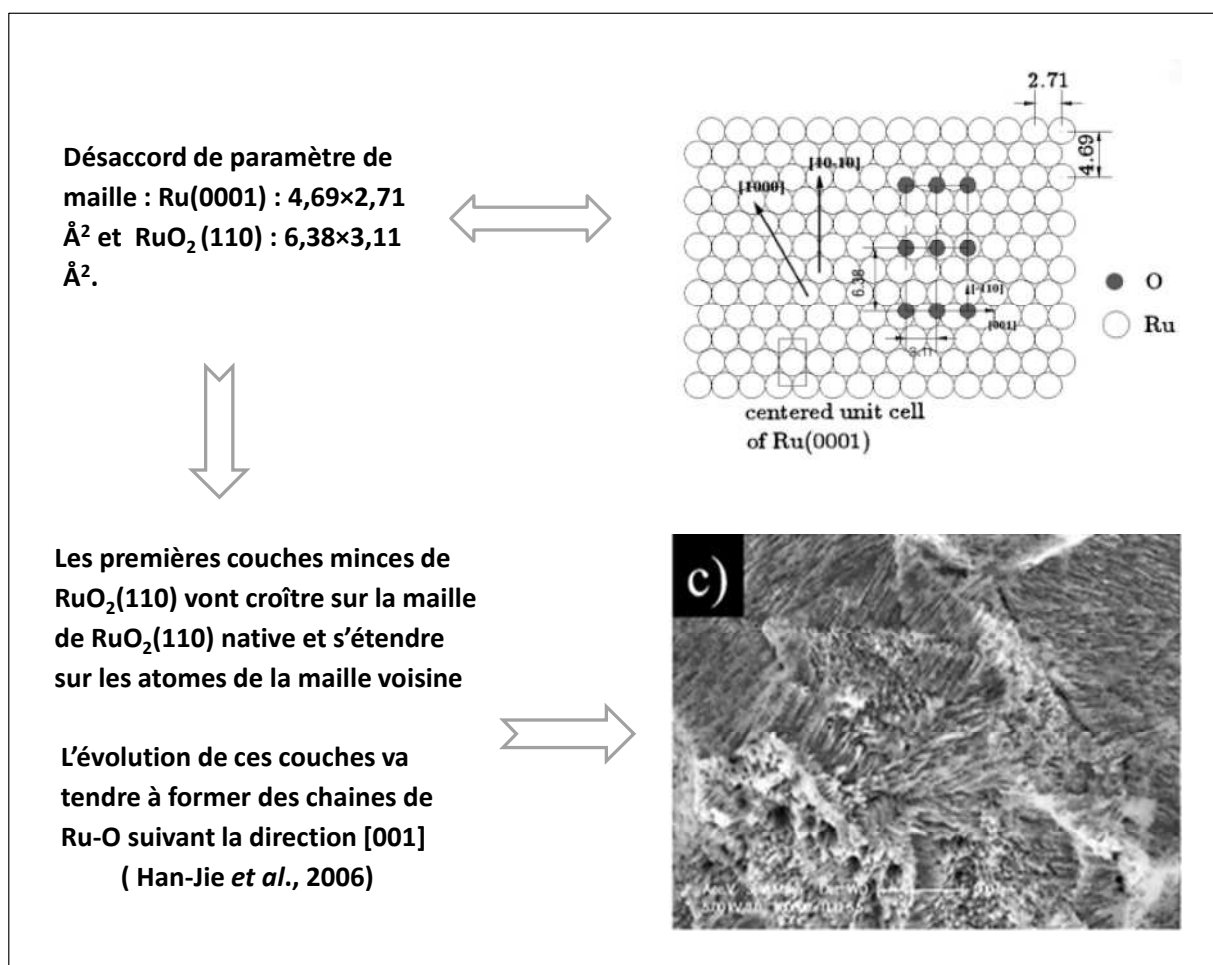 Désaccord de paramètre de
maille : Ru(0001) : 4,69×2,71
Å² et RuO₂ (110) : 6,38×3,11
Å².
2.71
4.69
[1000]
[10-10]
6.38
[-110]
[001]
3.11
O
Ru
centered unit cell
of Ru(0001)
Les premières couches minces de
RuO₂(110) vont croître sur la maille
de RuO₂(110) native et s’étendre
sur les atomes de la maille voisine
L’évolution de ces couches va
tendre à former des chaines de
Ru-O suivant la direction [001]
( Han-Jie et al., 2006)
c)